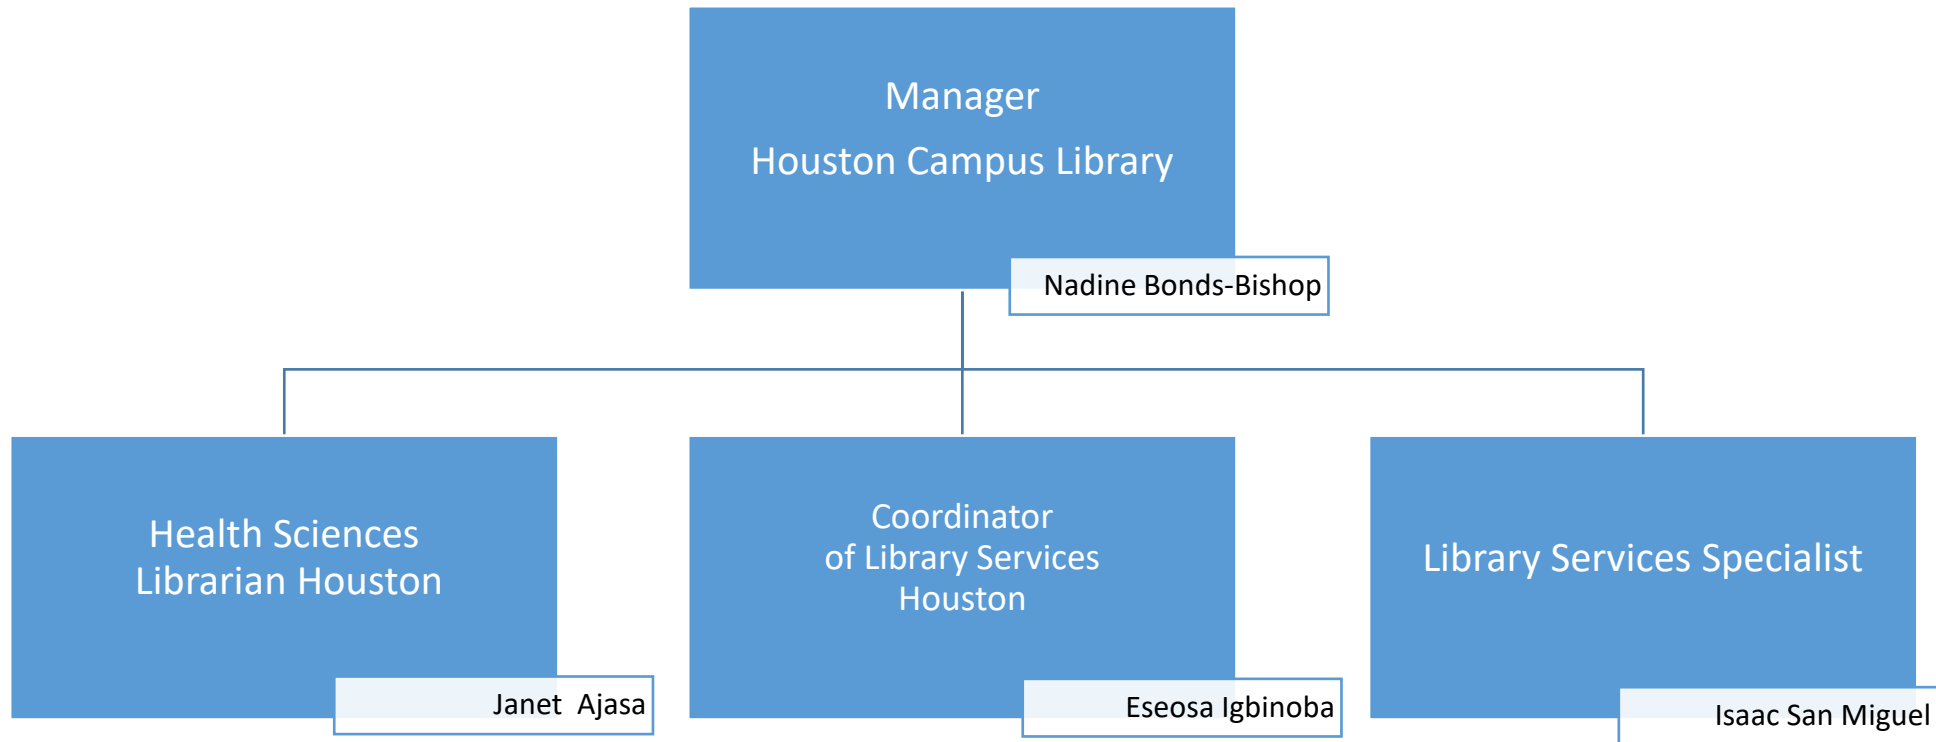 Manager
Houston Campus Library
Nadine Bonds-Bishop
Health Sciences
Librarian Houston
Janet  Ajasa
Coordinator
of Library Services
Houston
Eseosa Igbinoba
Library Services Specialist
Isaac San Miguel